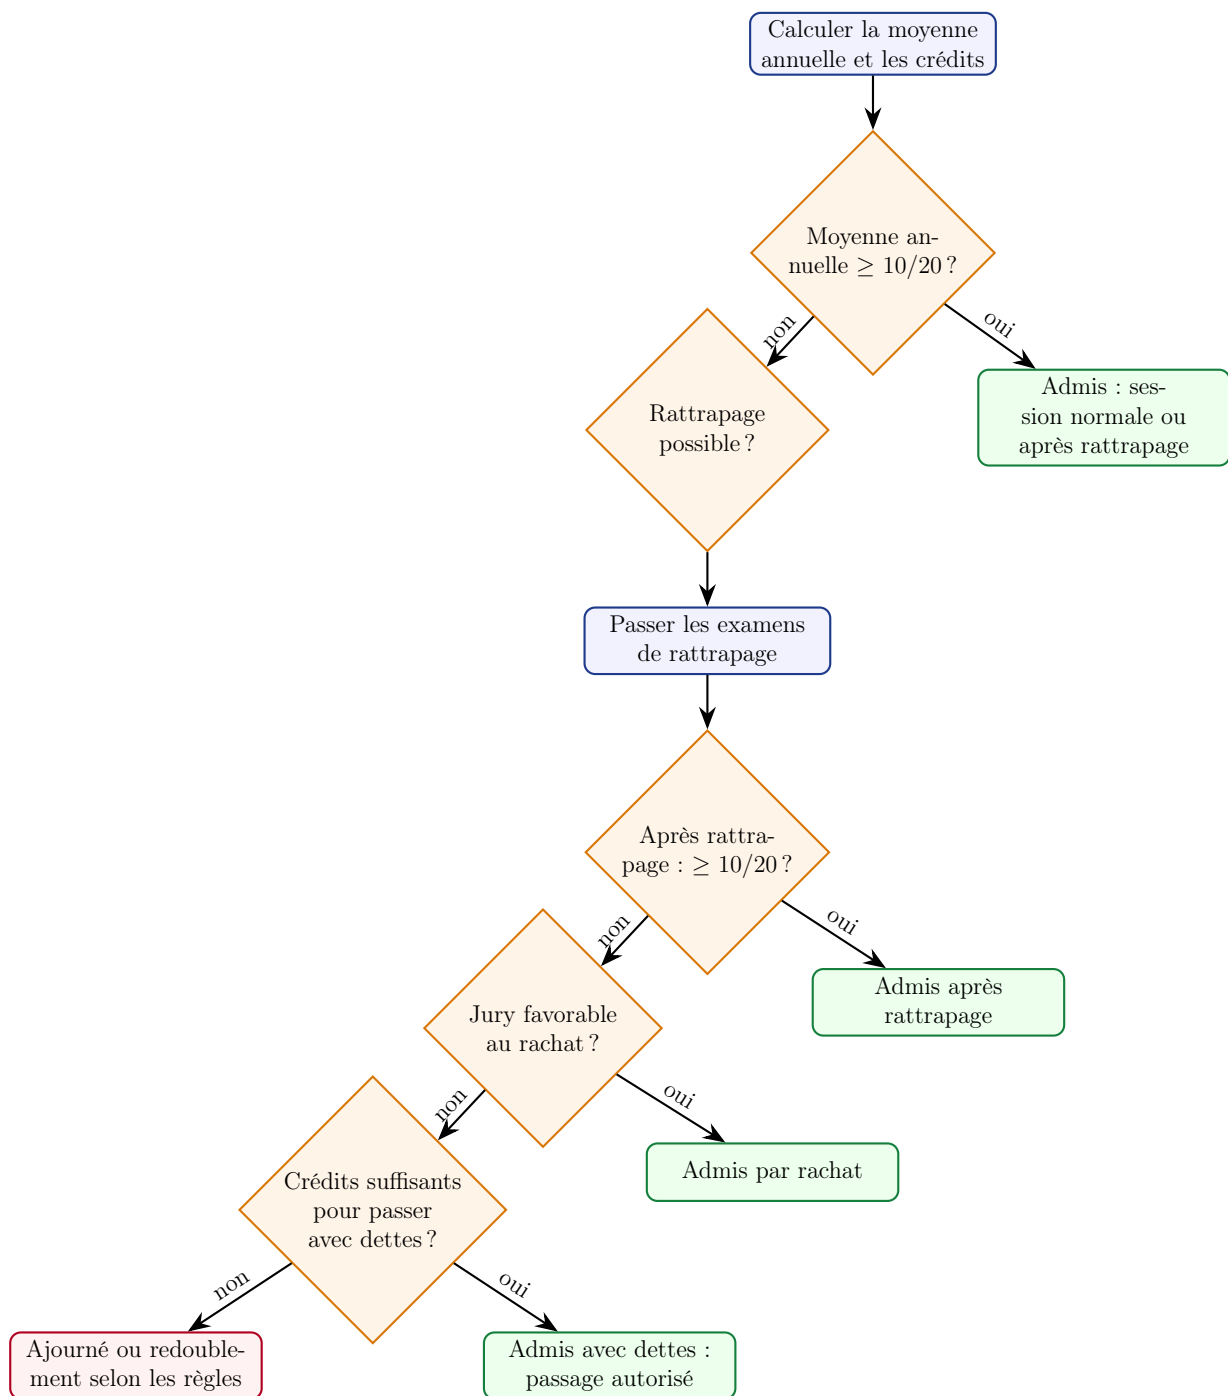 Calculer la moyenne
annuelle et les crédits
Moyenne an-
nuelle ≥ 10/20 ?
non
oui
Rattrapage
possible ?
Admis : ses-
sion normale ou
après rattrapage
Passer les examens
de rattrapage
Après rattra-
page : ≥ 10/20 ?
non
oui
Jury favorable
au rachat ?
Admis après
rattrapage
non
oui
Crédits suffisants
pour passer
avec dettes ?
Admis par rachat
non
oui
Ajourné ou redouble-
ment selon les règles
Admis avec dettes :
passage autorisé